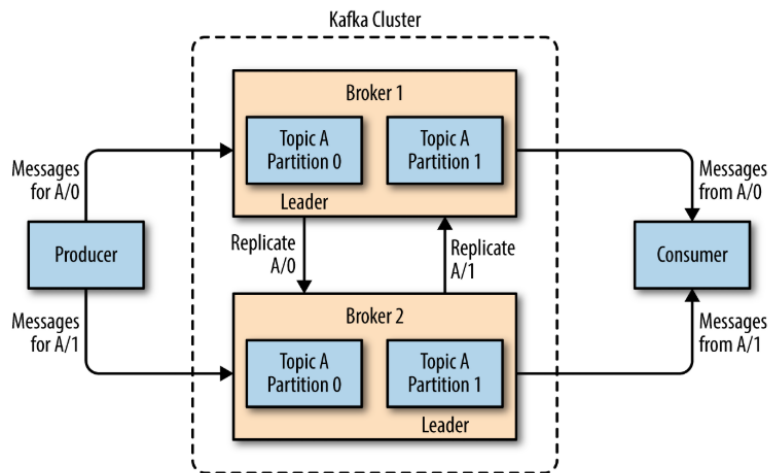 Kafka Cluster
Broker 1
Topic A
Partition 0
Topic A
Partition 1
Leader
Messages
for A/0
Messages
from A/0
Producer
Replicate
A/0
Replicate
A/1
Consumer
Messages
for A/1
Messages
from A/1
Broker 2
Topic A
Partition 0
Topic A
Partition 1
Leader